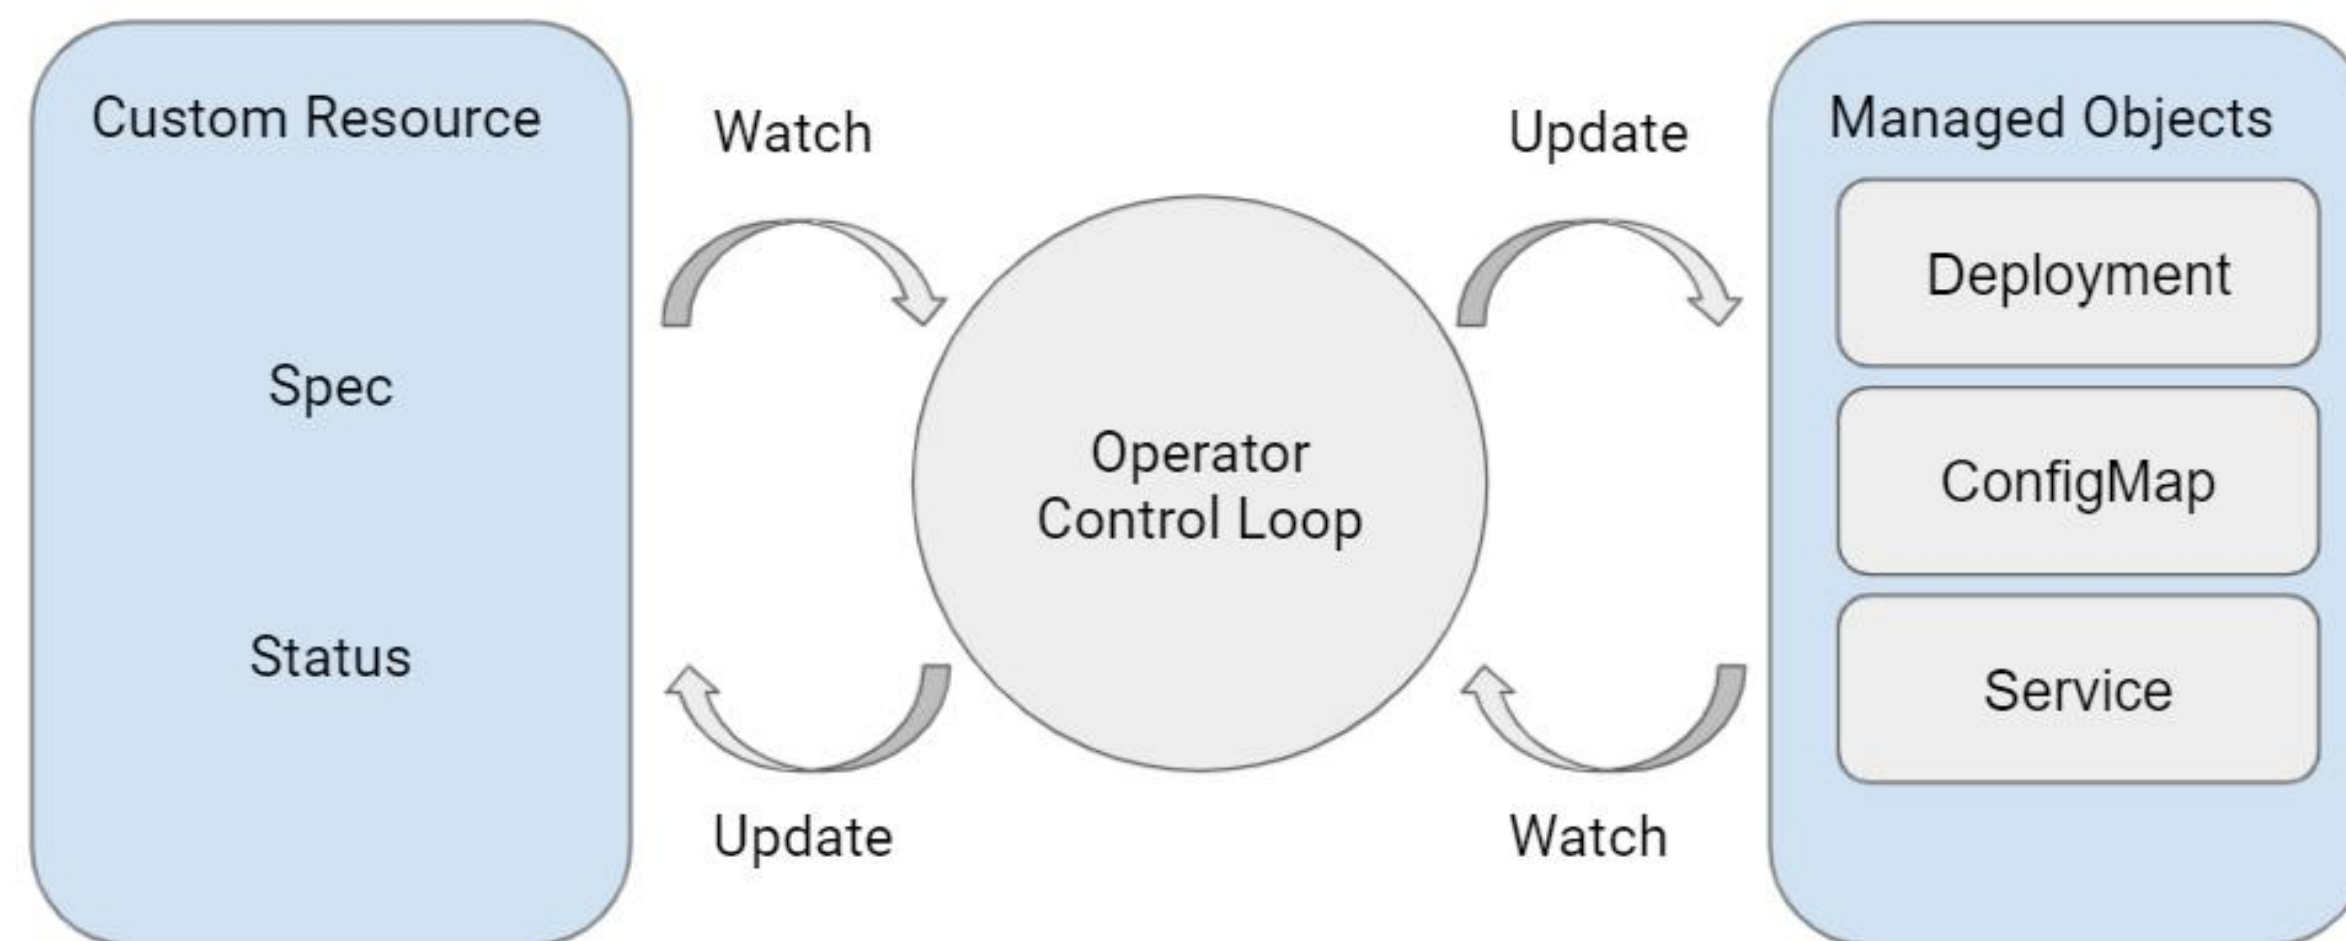 Custom Resource
Spec
Status
Watch
Update
Operator
Control Loop
Update
Watch
Managed Objects
Deployment
ConfigMap
Service